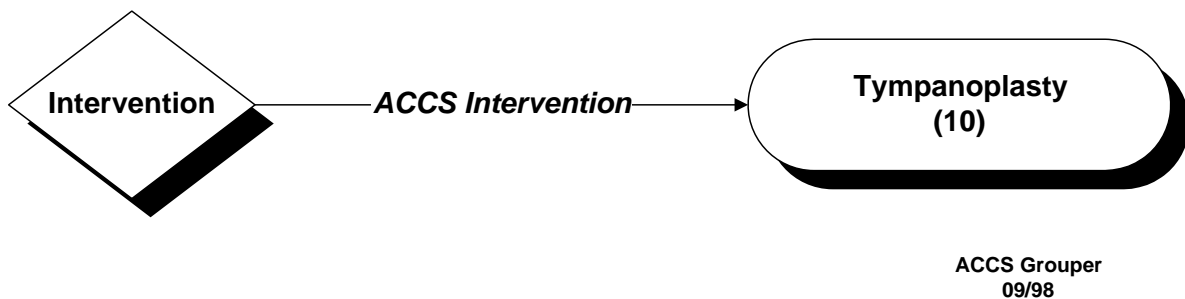 Intervention
ACCS Intervention
Tympanoplasty
(10)
ACCS Grouper
09/98